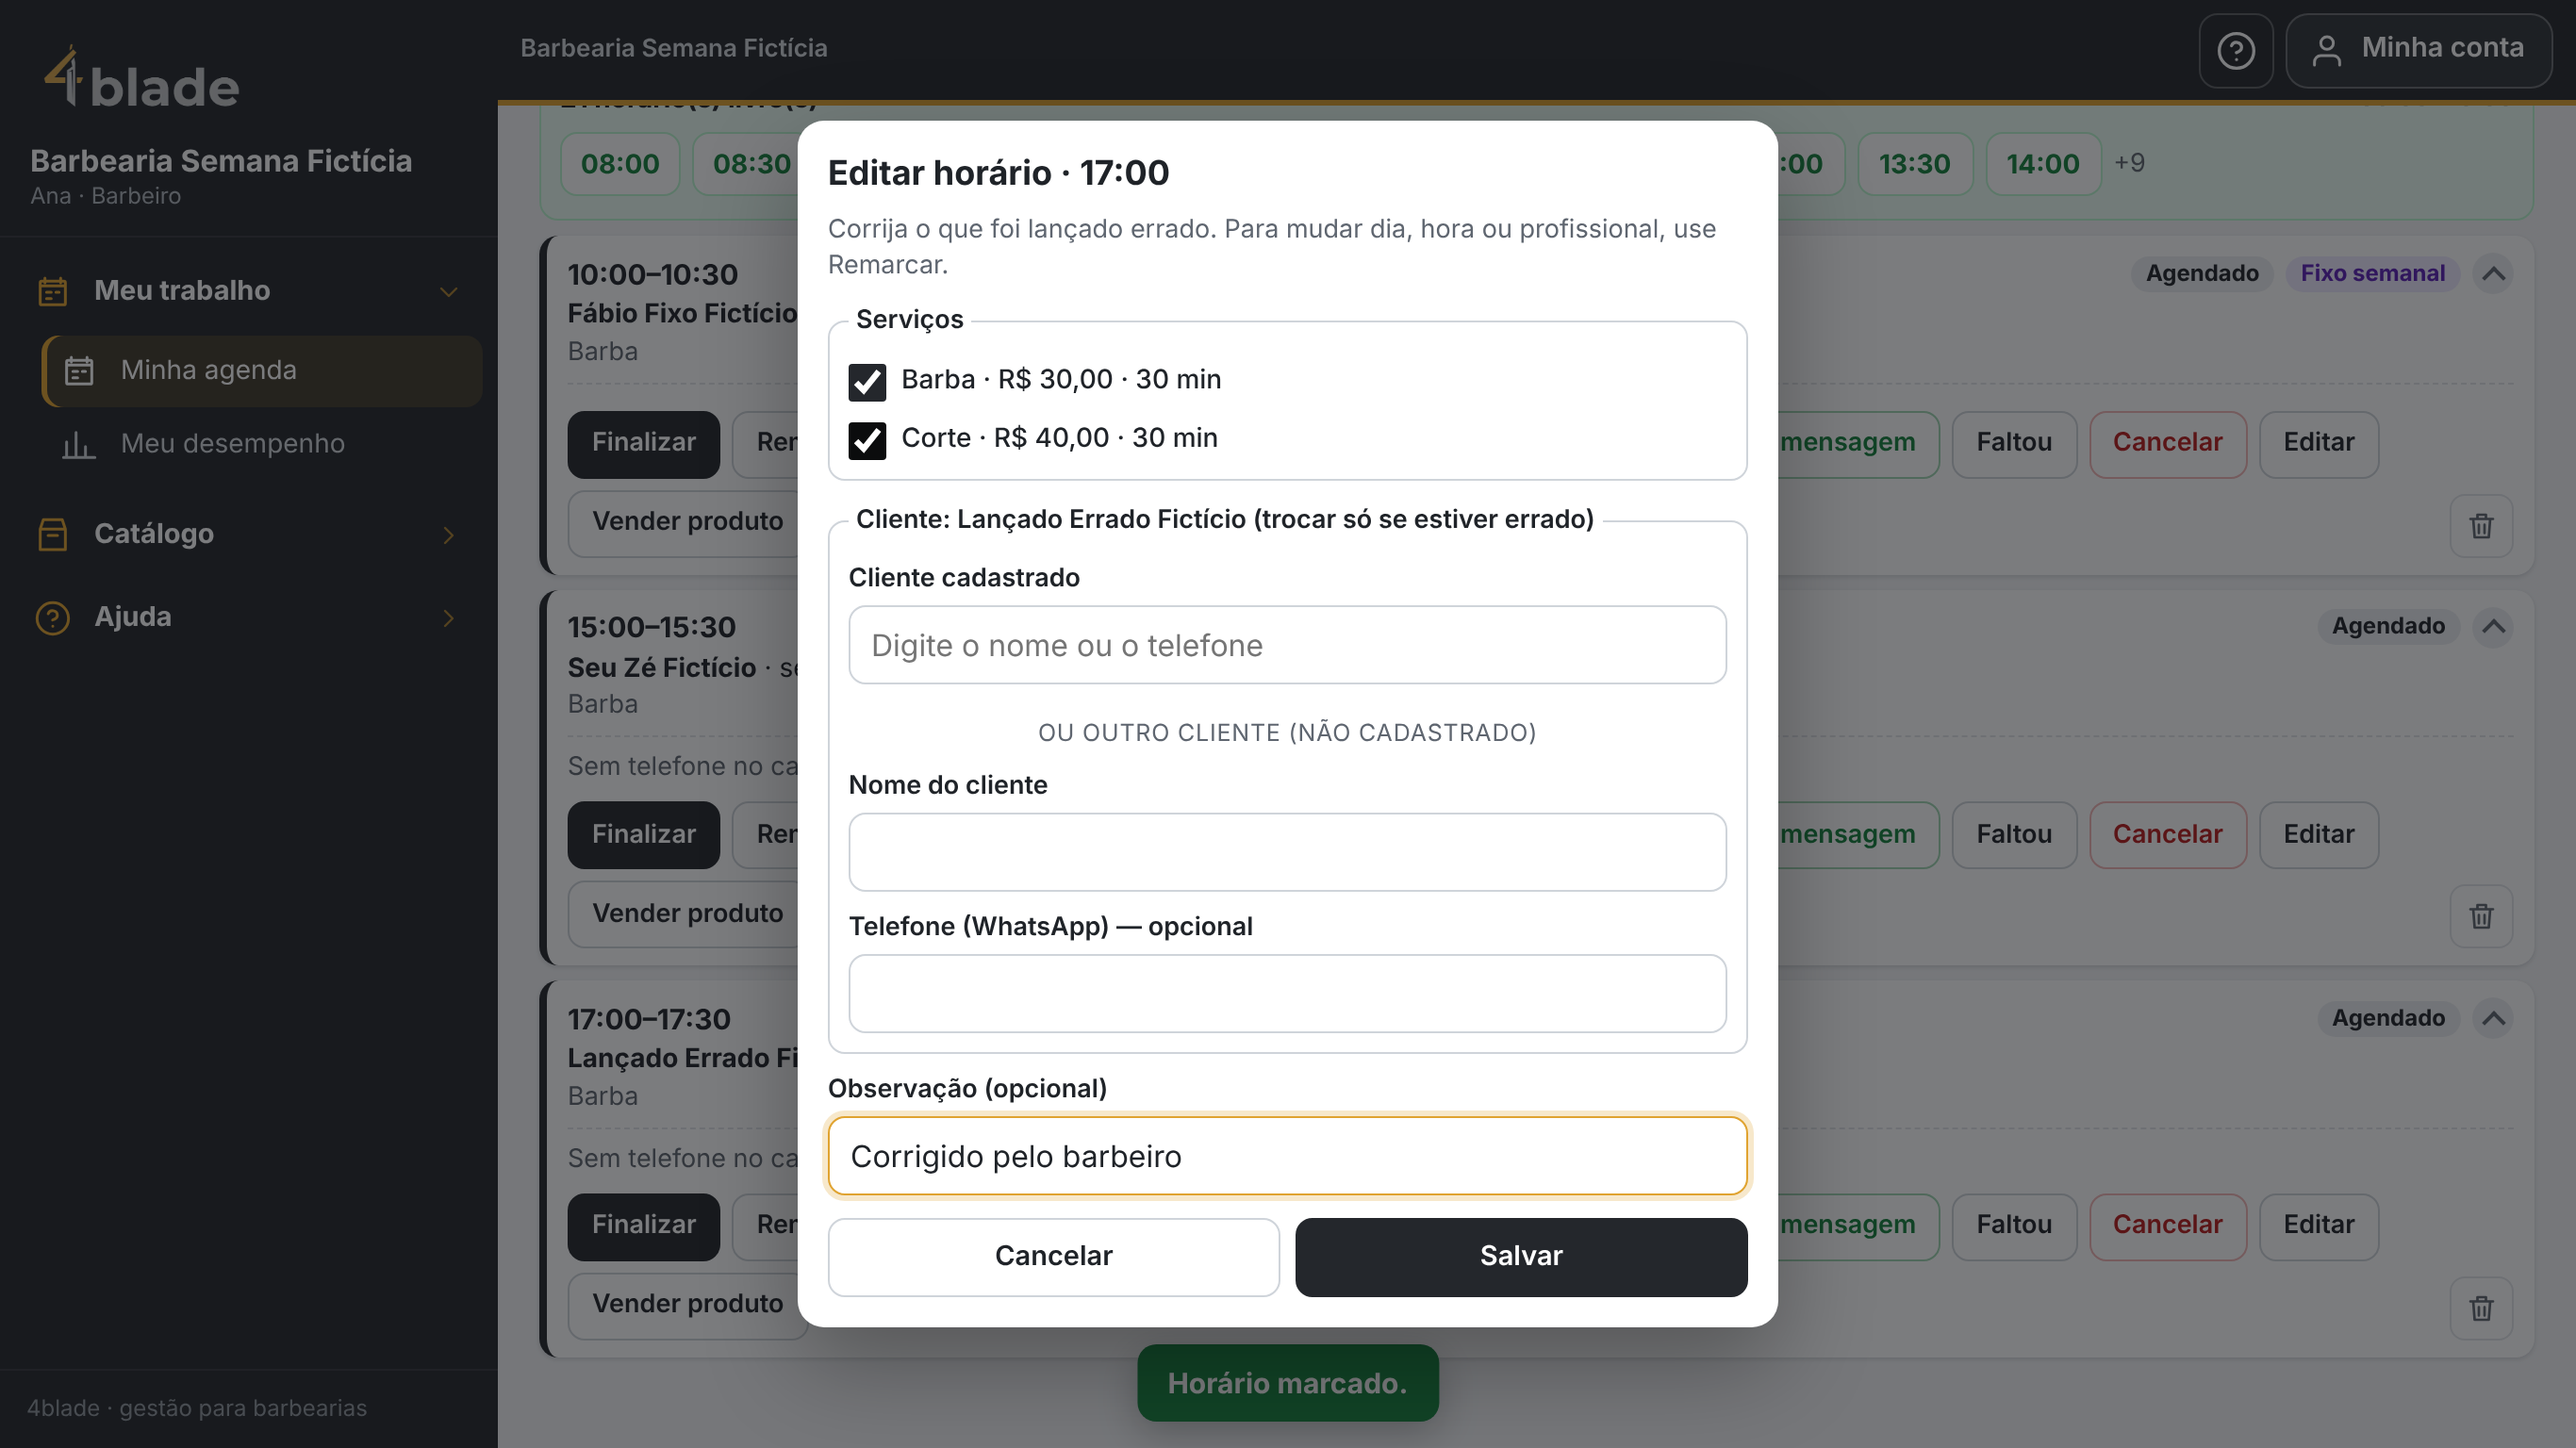 4blade
Barbearia Semana Fictícia
Ana · Barbeiro
Meu trabalho
Minha agenda
Meu desempenho
Catálogo
Ajuda
4blade · gestão para barbearias
Barbearia Semana Fictícia
Minha conta
08:00
08:30
:00
13:30
14:00
+9
10:00–10:30
Fábio Fixo Fictício
Barba
Agendado
Fixo semanal
Finalizar
mensagem
Faltou
Cancelar
Editar
Vender produto
15:00–15:30
Seu Zé Fictício ·
Barba
Agendado
Sem telefone no
Finalizar
mensagem
Faltou
Cancelar
Editar
Vender produto
17:00–17:30
Lançado Errado
Barba
Agendado
Sem telefone no
Finalizar
mensagem
Faltou
Cancelar
Editar
Vender produto
Editar horário · 17:00
Corrija o que foi lançado errado. Para mudar dia, hora ou profissional, use
Remarcar.
Serviços
Barba · R$ 30,00 · 30 min
Corte · R$ 40,00 · 30 min
Cliente: Lançado Errado Fictício (trocar só se estiver errado)
Cliente cadastrado
Digite o nome ou o telefone
OU OUTRO CLIENTE (NÃO CADASTRADO)
Nome do cliente
Telefone (WhatsApp) — opcional
Observação (opcional)
Corrigido pelo barbeiro
Cancelar
Salvar
Horário marcado.